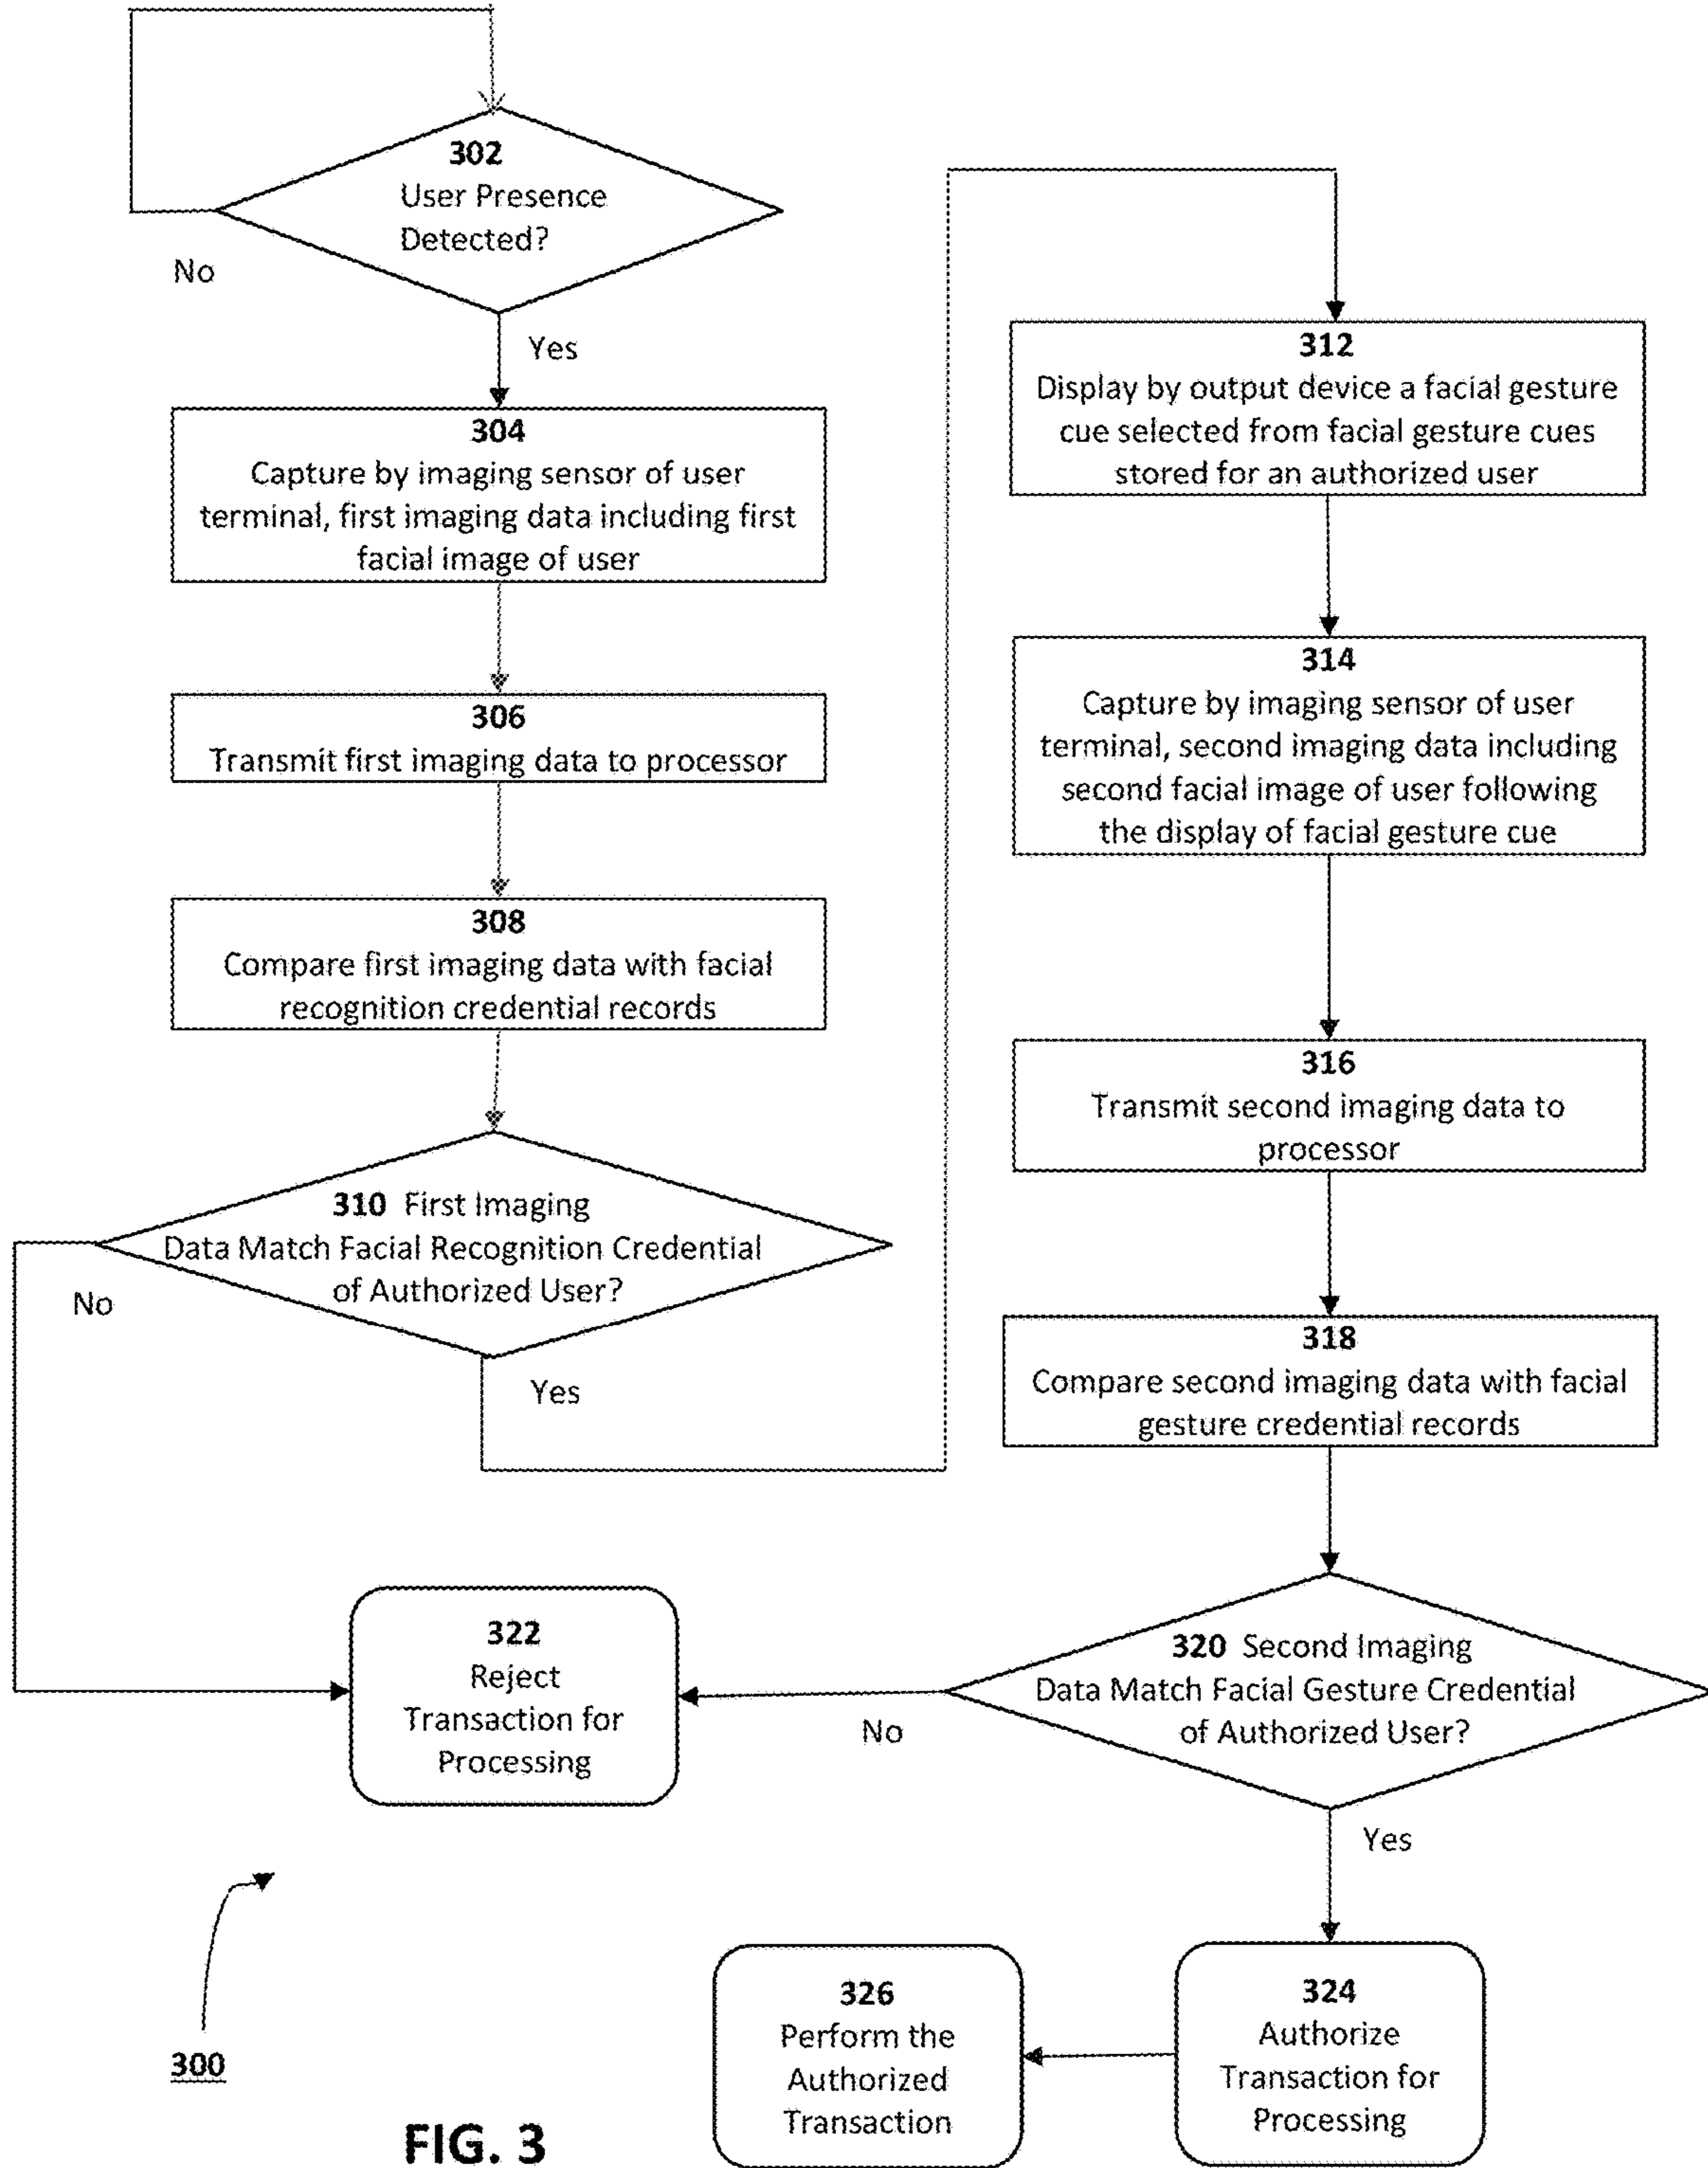 302
User Presence
Detected?
No
Yes
304
Capture by imaging sensor of user
terminal, first imaging data including first
facial image of user
306
Transmit first imaging data to processor
308
Compare first imaging data with facial
recognition credential records
310 First Imaging
Data Match Facial Recognition Credential
of Authorized User?
No
Yes
312
Display by output device a facial gesture
cue selected from facial gesture cues
stored for an authorized user
314
Capture by imaging sensor of user
terminal, second imaging data including
second facial image of user following
the display of facial gesture cue
316
Transmit second imaging data to
processor
318
Compare second imaging data with facial
gesture credential records
320 Second Imaging
Data Match Facial Gesture Credential
of Authorized User?
No
Yes
322
Reject
Transaction for
Processing
324
Authorize
Transaction for
Processing
326
Perform the
Authorized
Transaction
300
FIG. 3